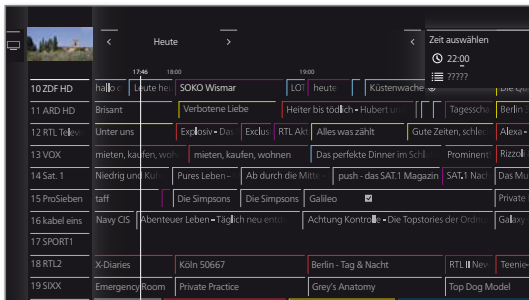 < Heute > < Zeit auswählen
22:00
?????
17:46 18:00 19:00
10 ZDF HD hallo Leute heu SOKO Wismar LOT heute Küstenwache
11 ARD HD Brisant Verbotene Liebe Heiter bis tödlich - Hubert un Tagesscha Berlin
12 RTL Televi Unter uns Explosiv - Das Exclus RTL Akt Alles was zählt Gute Zeiten, schlec Alexa -
13 VOX mieten, kaufen, woh mieten, kaufen, wohnen Das perfekte Dinner im Schla Prominent! Rizzoli
14 Sat. 1 Niedrig und Kuh Pures Leben - Ab durch die Mitte - push - das SAT.1 Magazin SAT.1 Nach Das Mu
15 ProSieben taff Die Simpsons Die Simpsons Galileo Private
16 kabel eins Navy CIS Abenteuer Leben - Täglich neu entd Achtung Kontrolle - Die Topstories der Ordnu Galaxy
17 SPORT1
18 RTL2 X-Diaries Köln 50667 Berlin - Tag & Nacht RTL II New Teenie-
19 SIXX Emergency Room Private Practice Grey's Anatomy Top Dog Model